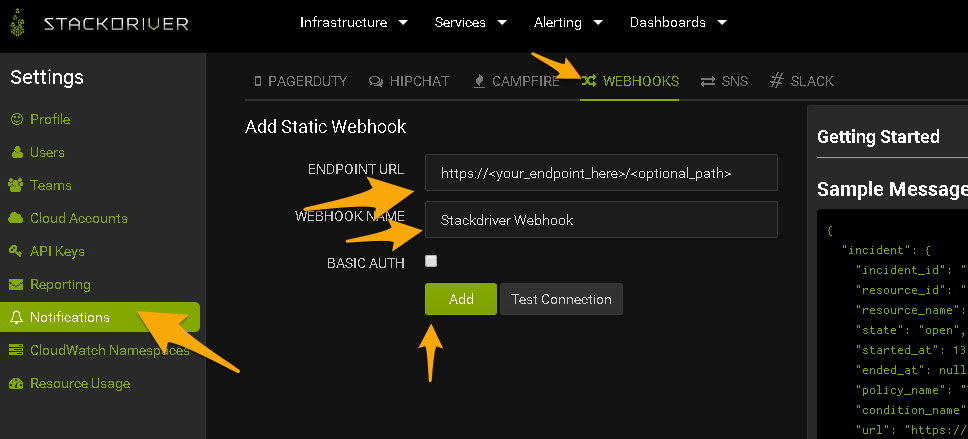 STACKDRIVER
Infrastructure Services Alerting Dashboards
Settings
Profile
Users
Teams
Cloud Accounts
API Keys
Reporting
Notifications
CloudWatch Namespaces
Resource Usage
PAGERDUTY HIPCHAT CAMPFIRE WEBHOOKS SNS SLACK
Add Static Webhook
ENDPOINT URL https://<your_endpoint_here>/<optional_path>
WEBHOOK NAME Stackdriver Webhook
BASIC AUTH
Add Test Connection
Getting Started
Sample Message
{
"incident": {
"incident_id": "
"resource_id": "
"resource_name":
"state": "open",
"started_at": 13
"ended_at": null
"policy_name": "
"condition_name"
"url": "https://